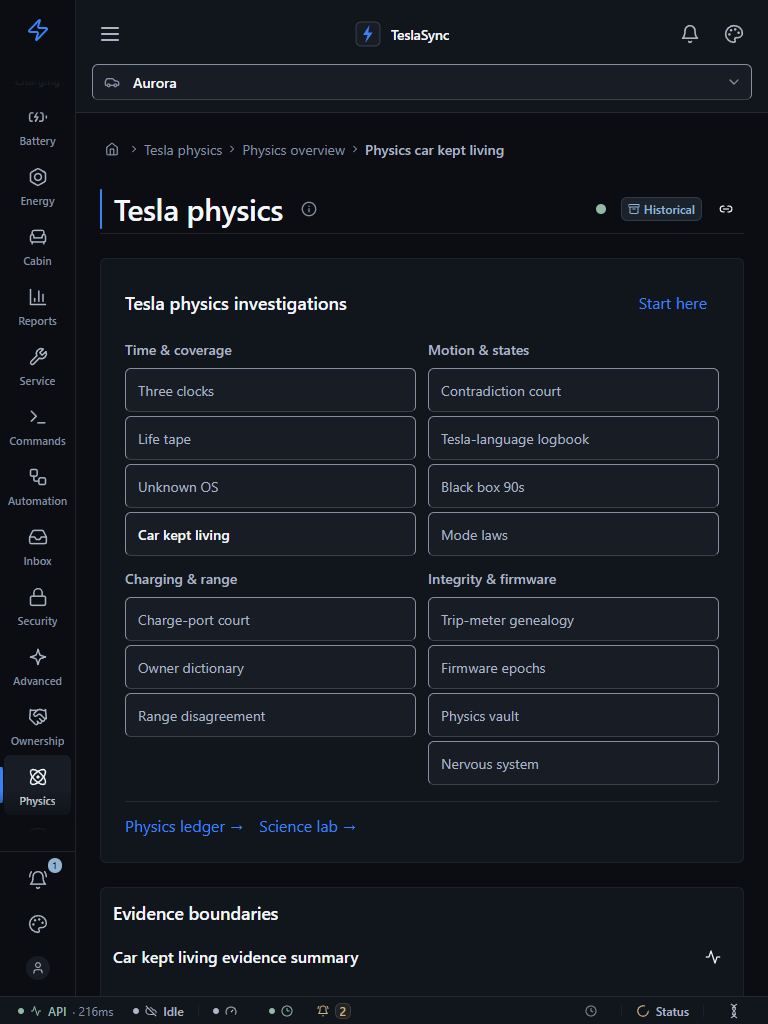 TeslaSync
Aurora
Battery
Energy
Cabin
Reports
Service
Commands
Automation
Inbox
Security
Advanced
Ownership
Physics
1
Tesla physics > Physics overview > Physics car kept living
Tesla physics
Historical
Tesla physics investigations
Start here
Time & coverage
Three clocks
Life tape
Unknown OS
Car kept living
Motion & states
Contradiction court
Tesla-language logbook
Black box 90s
Mode laws
Charging & range
Charge-port court
Owner dictionary
Range disagreement
Integrity & firmware
Trip-meter genealogy
Firmware epochs
Physics vault
Nervous system
Physics ledger → Science lab →
Evidence boundaries
Car kept living evidence summary
API · 216ms Idle 2 Status